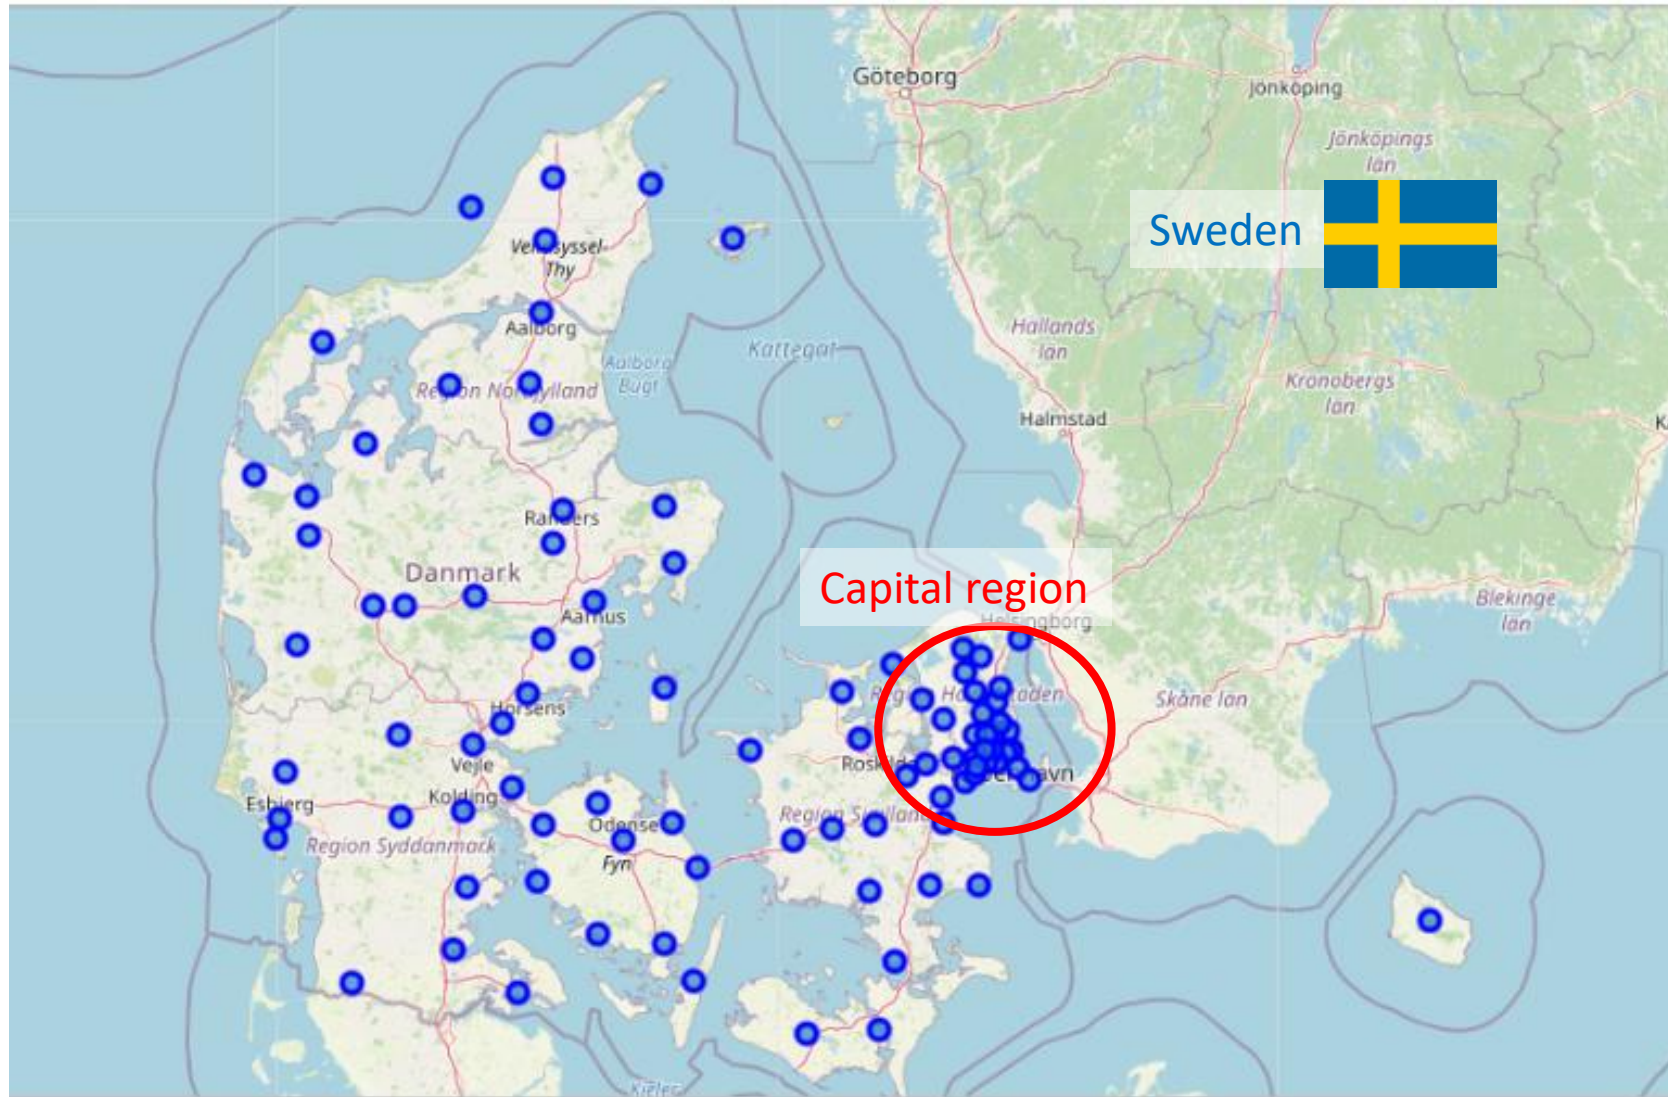 Göteborg
Jönköping
Jönköpings
län
Sweden
Vendsyssel-
Thy
Aalborg
Aalborg
Bugt
Kattegat
Hallands
län
Region Nordjylland
Kronobergs
län
Halmstad
K
Randers
Danmark
Capital region
Aarhus
Helsingborg
Blekinge
län
Skåne län
Horsens
Vejle
Roskilde
Esbjerg
Kolding
Odense
Region Sjælland
Region Syddanmark
Fyn
Kieler